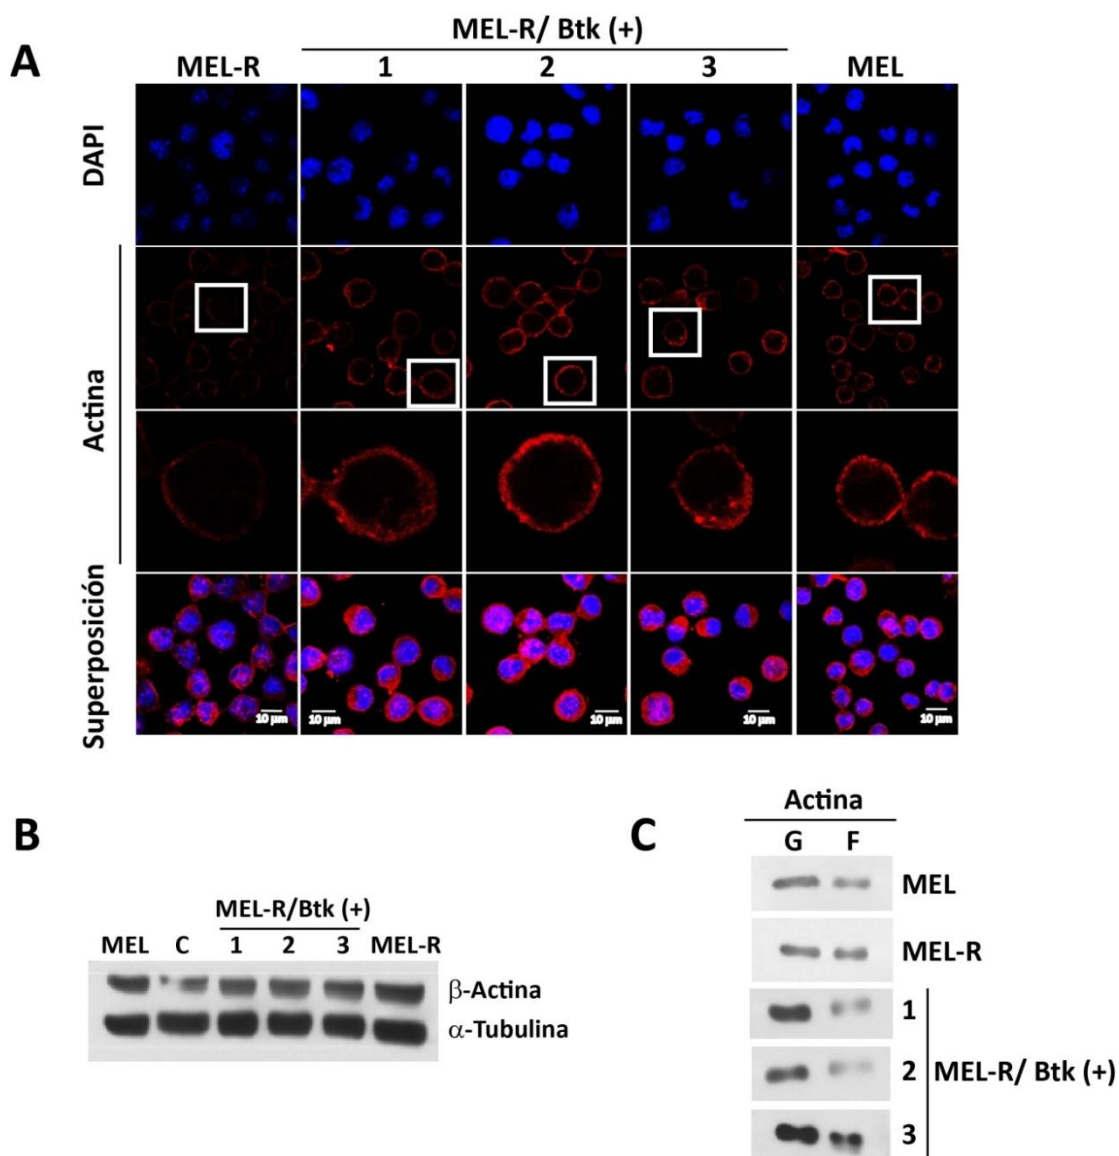 A
MEL-R/ Btk (+)
MEL-R 1 2 3 MEL
DAPI
Actina
Superposición
10 µm 10 µm 10 µm 10 µm 10 µm
B
MEL-R/Btk (+)
MEL C 1 2 3 MEL-R
β-Actina
α-Tubulina
C
Actina
G F
MEL
MEL-R
1
2 MEL-R/ Btk (+)
3